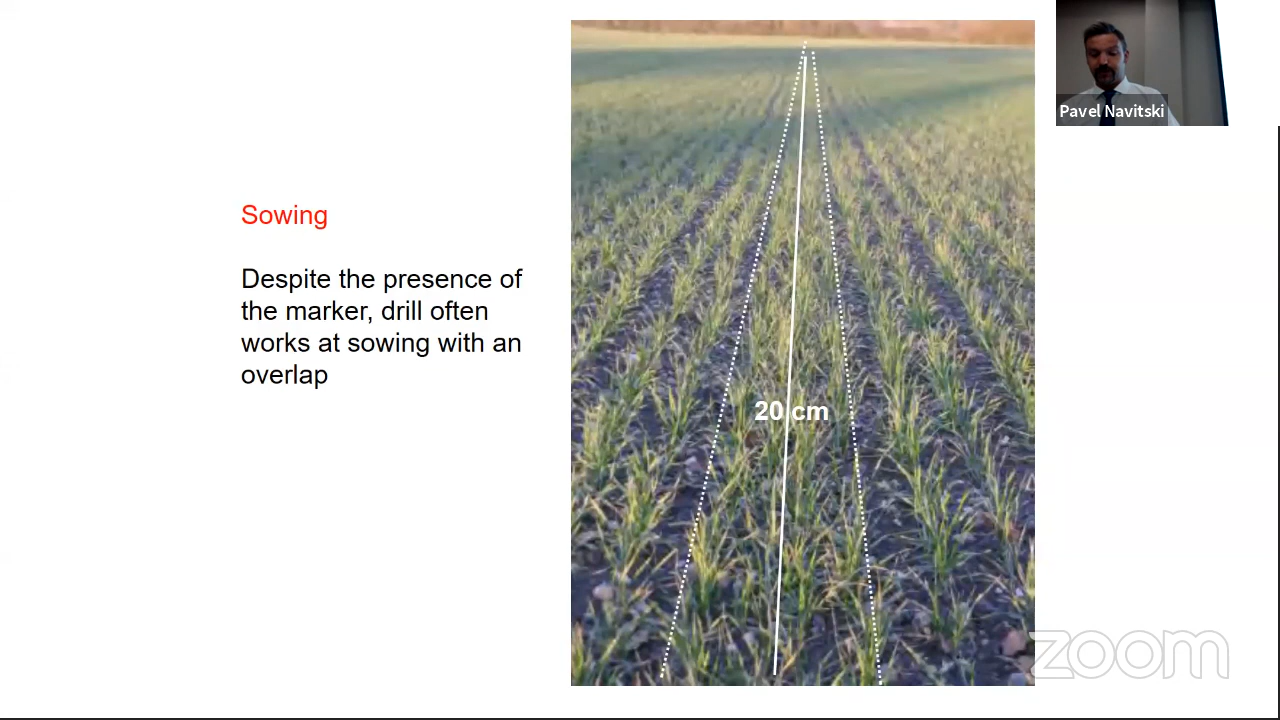 Pavel Navitski
Sowing
Despite the presence of
the marker, drill often
works at sowing with an
overlap
20 cm
zoom